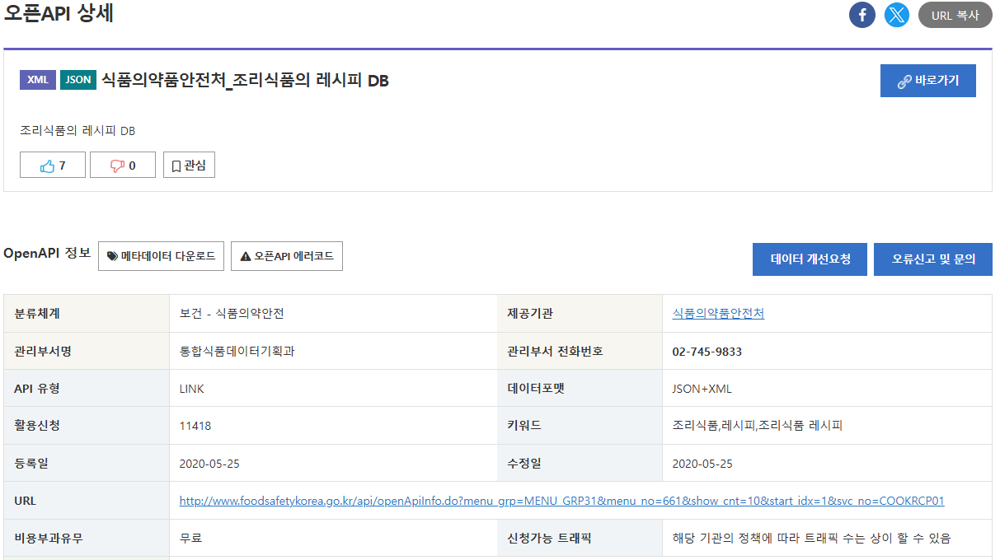 오픈API 상세
URL 복사
XML JSON 식품의약품안전처_조리식품의 레시피 DB
바로가기
조리식품의 레시피 DB
7 0 관심
OpenAPI 정보 메타데이터 다운로드 오픈API 에러코드
데이터 개선요청 오류신고 및 문의
분류체계 보건 - 식품의약안전 제공기관 식품의약품안전처
관리부서명 통합식품데이터기획과 관리부서 전화번호 02-745-9833
API 유형 LINK 데이터포맷 JSON+XML
활용신청 11418 키워드 조리식품,레시피,조리식품 레시피
등록일 2020-05-25 수정일 2020-05-25
URL http://www.foodsafetykorea.go.kr/api/openApiInfo.do?menu_grp=MENU_GRP31&menu_no=661&show_cnt=10&start_idx=1&svc_no=COOKRCP01
비용부과유무 무료 신청가능 트래픽 해당 기관의 정책에 따라 트래픽 수는 상이 할 수 있음